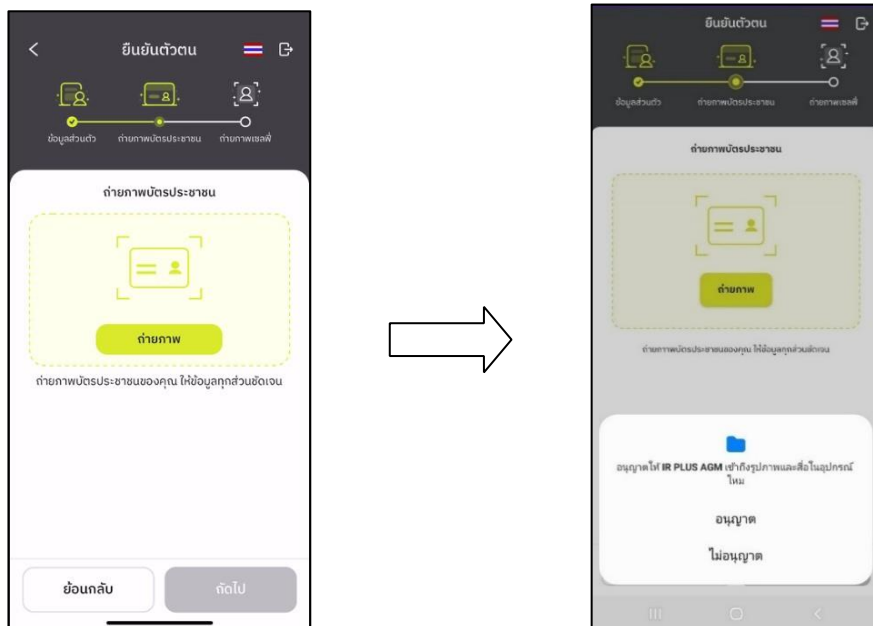 ยืนยันตัวตน
ข้อมูลส่วนตัว ถ่ายภาพบัตรประชาชน ถ่ายภาพเซลฟี่
ถ่ายภาพบัตรประชาชน
ถ่ายภาพ
ถ่ายภาพบัตรประชาชนของคุณ ให้ข้อมูลทุกส่วนชัดเจน
ย้อนกลับ ถัดไป
ยืนยันตัวตน
ข้อมูลส่วนตัว ถ่ายภาพบัตรประชาชน ถ่ายภาพเซลฟี่
ถ่ายภาพบัตรประชาชน
ถ่ายภาพ
ถ่ายภาพบัตรประชาชนของคุณ ให้ข้อมูลทุกส่วนชัดเจน
อนุญาตให้ IR PLUS AGM เข้าถึงรูปภาพและสื่อในอุปกรณ์
ไหม
อนุญาต
ไม่อนุญาต